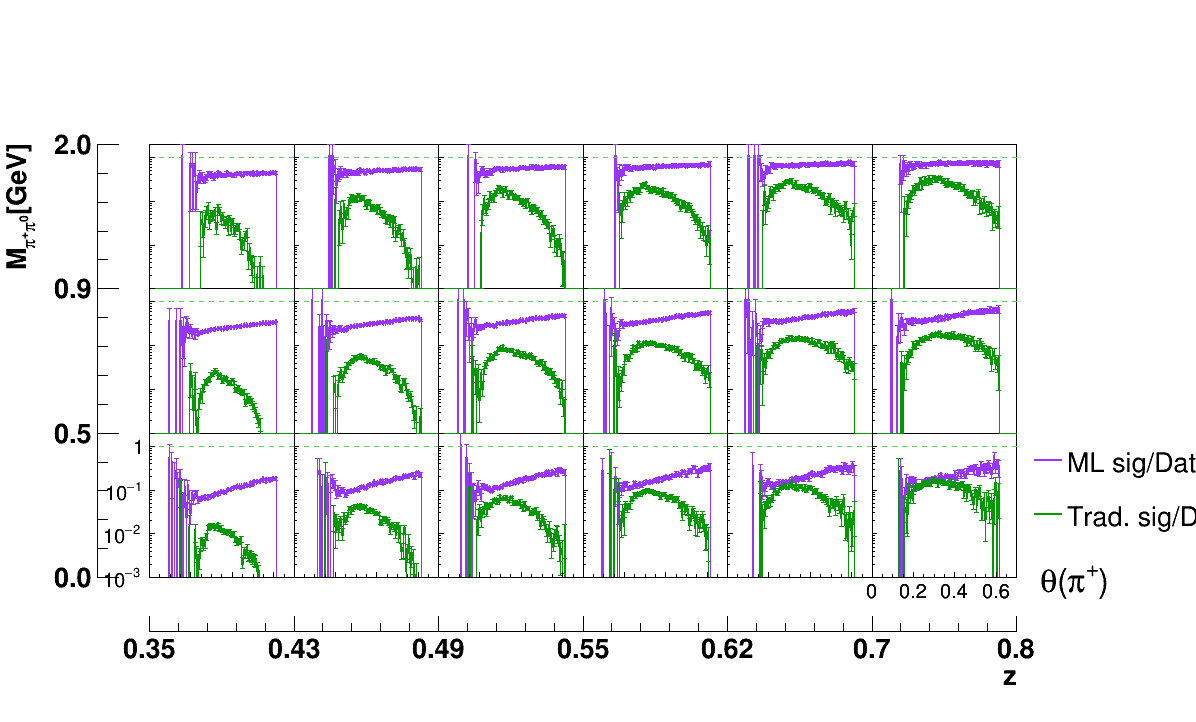 2.0
M_{π⁺π⁰}[GeV]
0.9
0.5
1
10⁻¹
10⁻²
10⁻³
0.0
ML sig/Dat
Trad. sig/D
0 0.2 0.4 0.6
θ(π⁺)
0.35 0.43 0.49 0.55 0.62 0.7 0.8
z